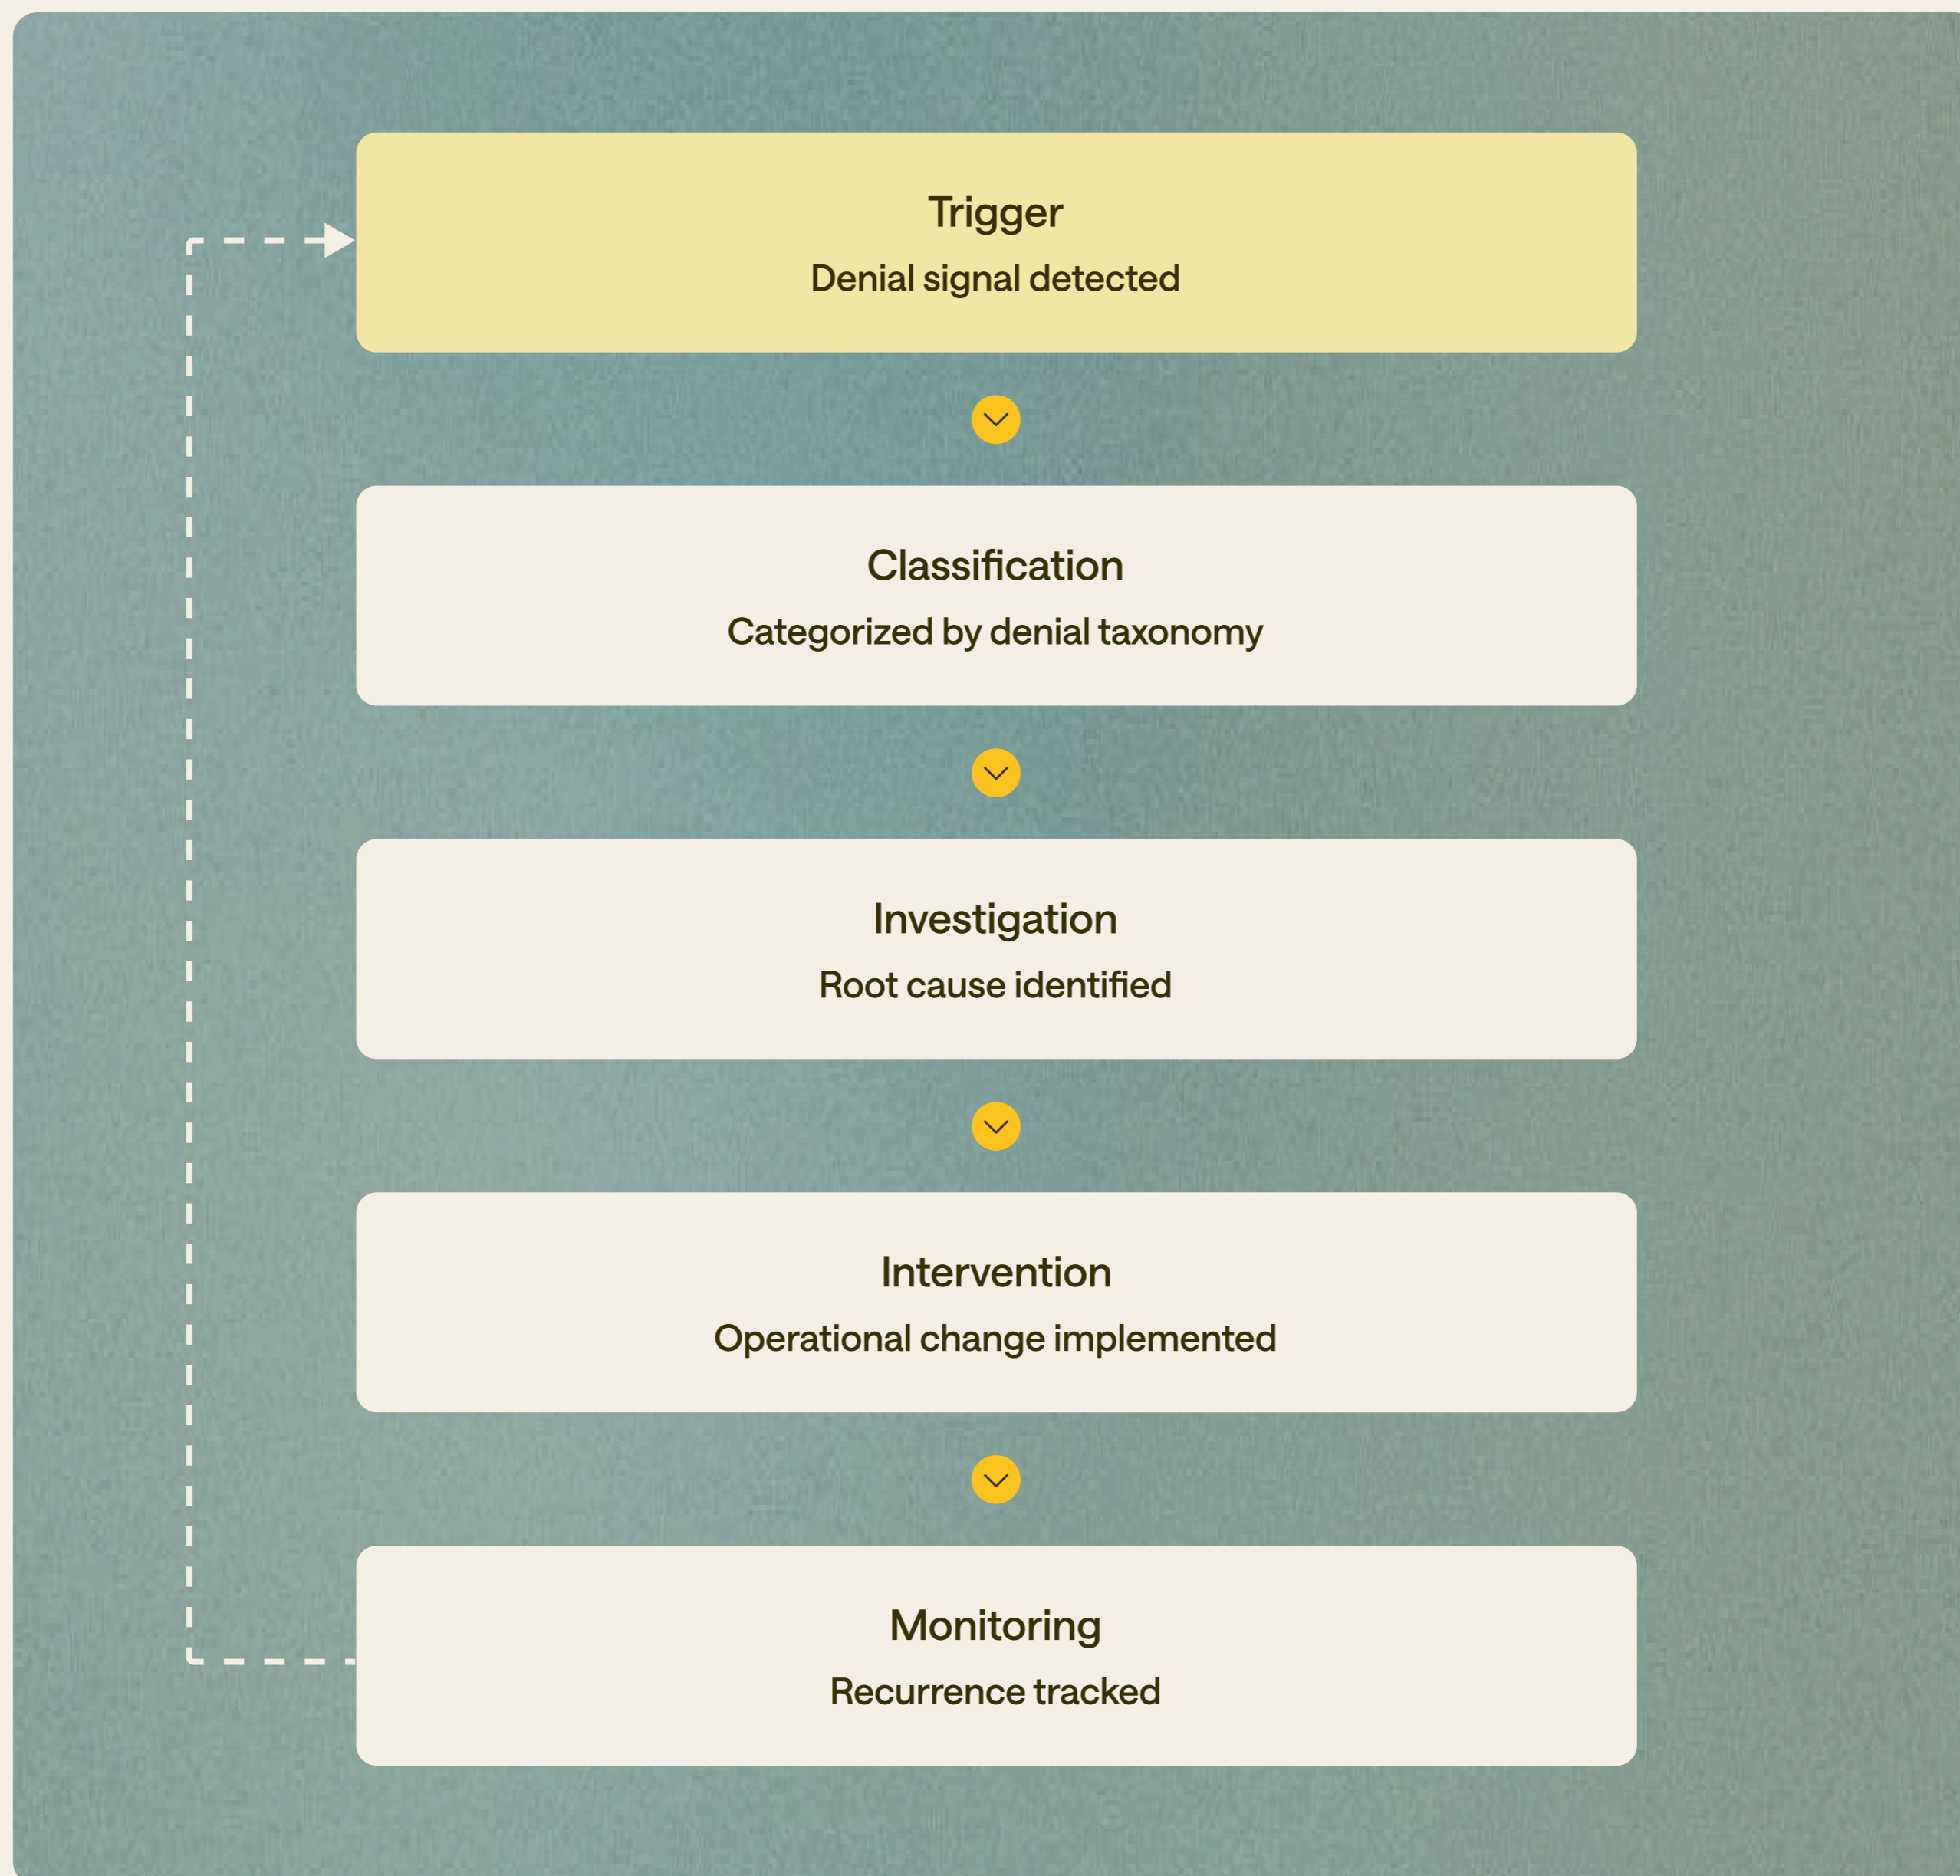 Trigger
Denial signal detected
Classification
Categorized by denial taxonomy
Investigation
Root cause identified
Intervention
Operational change implemented
Monitoring
Recurrence tracked